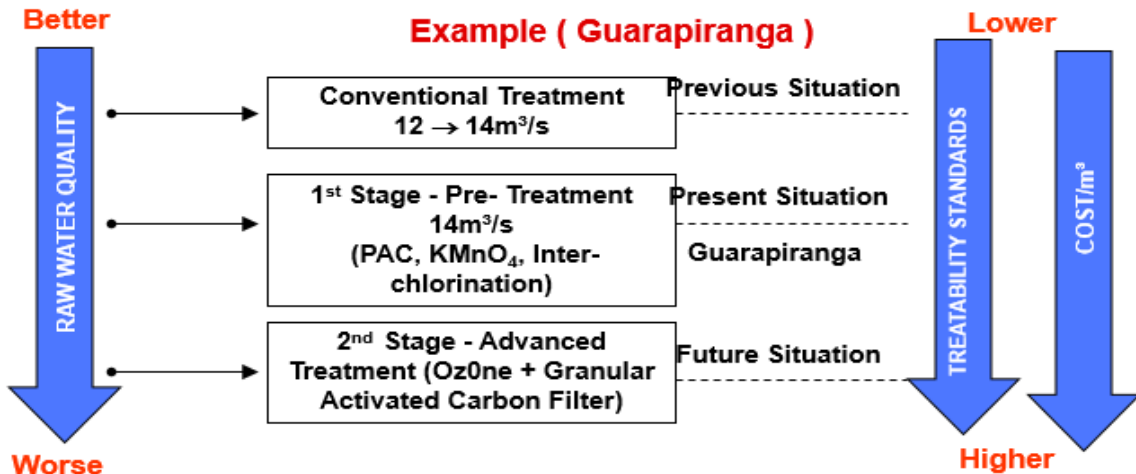 Better
Example ( Guarapiranga )
Lower
RAW WATER QUALITY
Conventional Treatment
12 → 14m³/s
Previous Situation
1st Stage - Pre- Treatment
14m³/s
(PAC, KMnO₄, Inter-
chlorination)
Present Situation
Guarapiranga
2nd Stage - Advanced
Treatment (Oz0ne + Granular
Activated Carbon Filter)
Future Situation
TREATABILITY STANDARDS
COST/m³
Worse
Higher